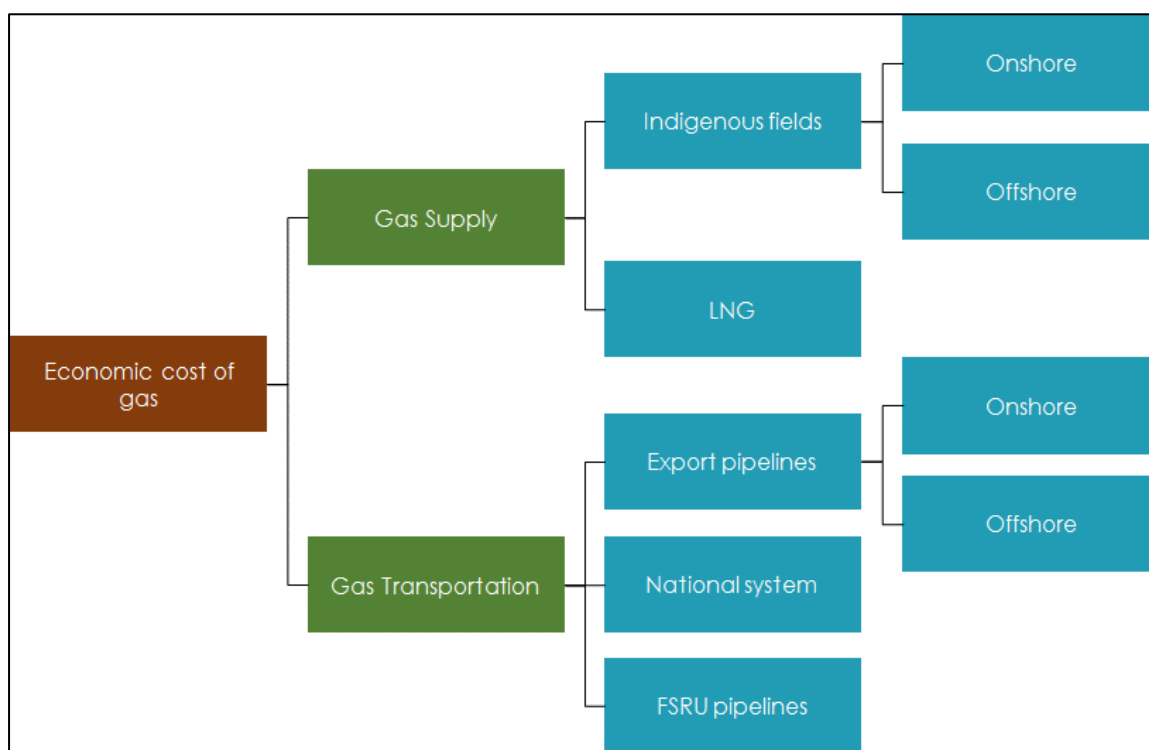 Economic cost of
gas
Gas Supply
Indigenous fields
Onshore
Offshore
LNG
Gas Transportation
Export pipelines
Onshore
Offshore
National system
FSRU pipelines